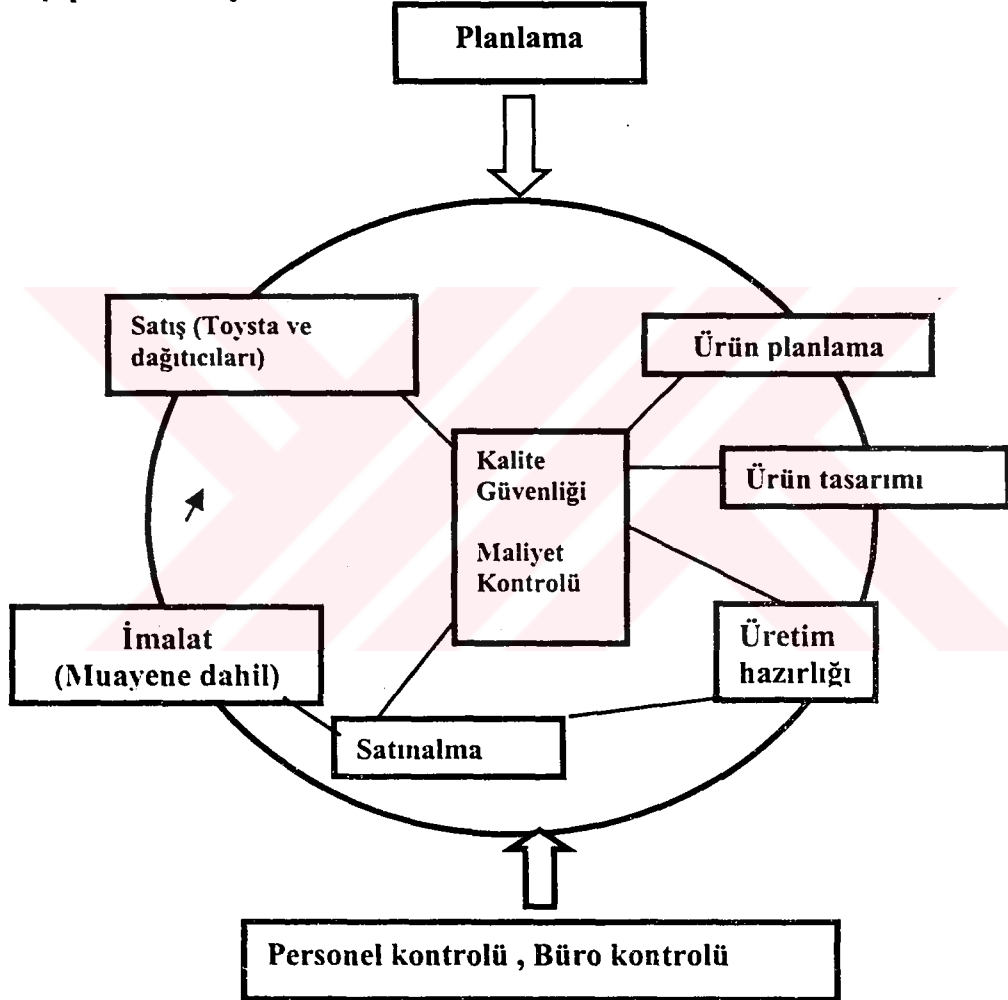 Planlama
Satış (Toysta ve
dağıtıcıları)
Ürün planlama
Kalite
Güvenliği
Maliyet
Kontrolü
Ürün tasarımı
İmalat
(Muayene dahil)
Üretim
hazırlığı
Satınalma
Personel kontrolü , Büro kontrolü